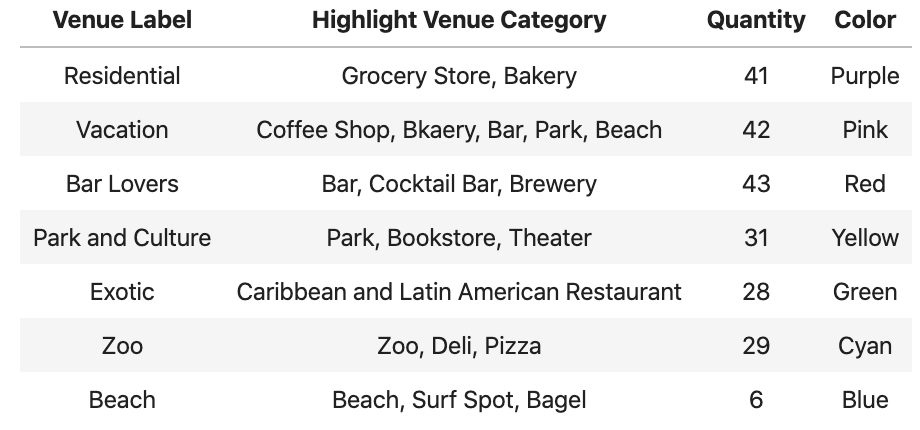 Venue Label Highlight Venue Category Quantity Color
Residential Grocery Store, Bakery 41 Purple
Vacation Coffee Shop, Bkaery, Bar, Park, Beach 42 Pink
Bar Lovers Bar, Cocktail Bar, Brewery 43 Red
Park and Culture Park, Bookstore, Theater 31 Yellow
Exotic Caribbean and Latin American Restaurant 28 Green
Zoo Zoo, Deli, Pizza 29 Cyan
Beach Beach, Surf Spot, Bagel 6 Blue